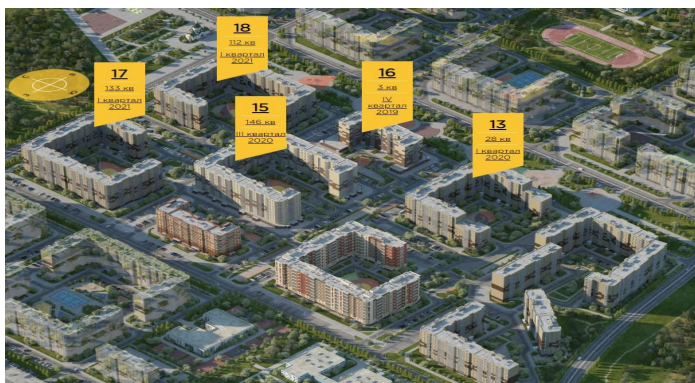 18
112 кв
I квартал
2021
17
133 кв
I квартал
2021
16
3 кв
IV
квартал
2019
15
146 кв
III квартал
2020
13
28 кв
I квартал
2020